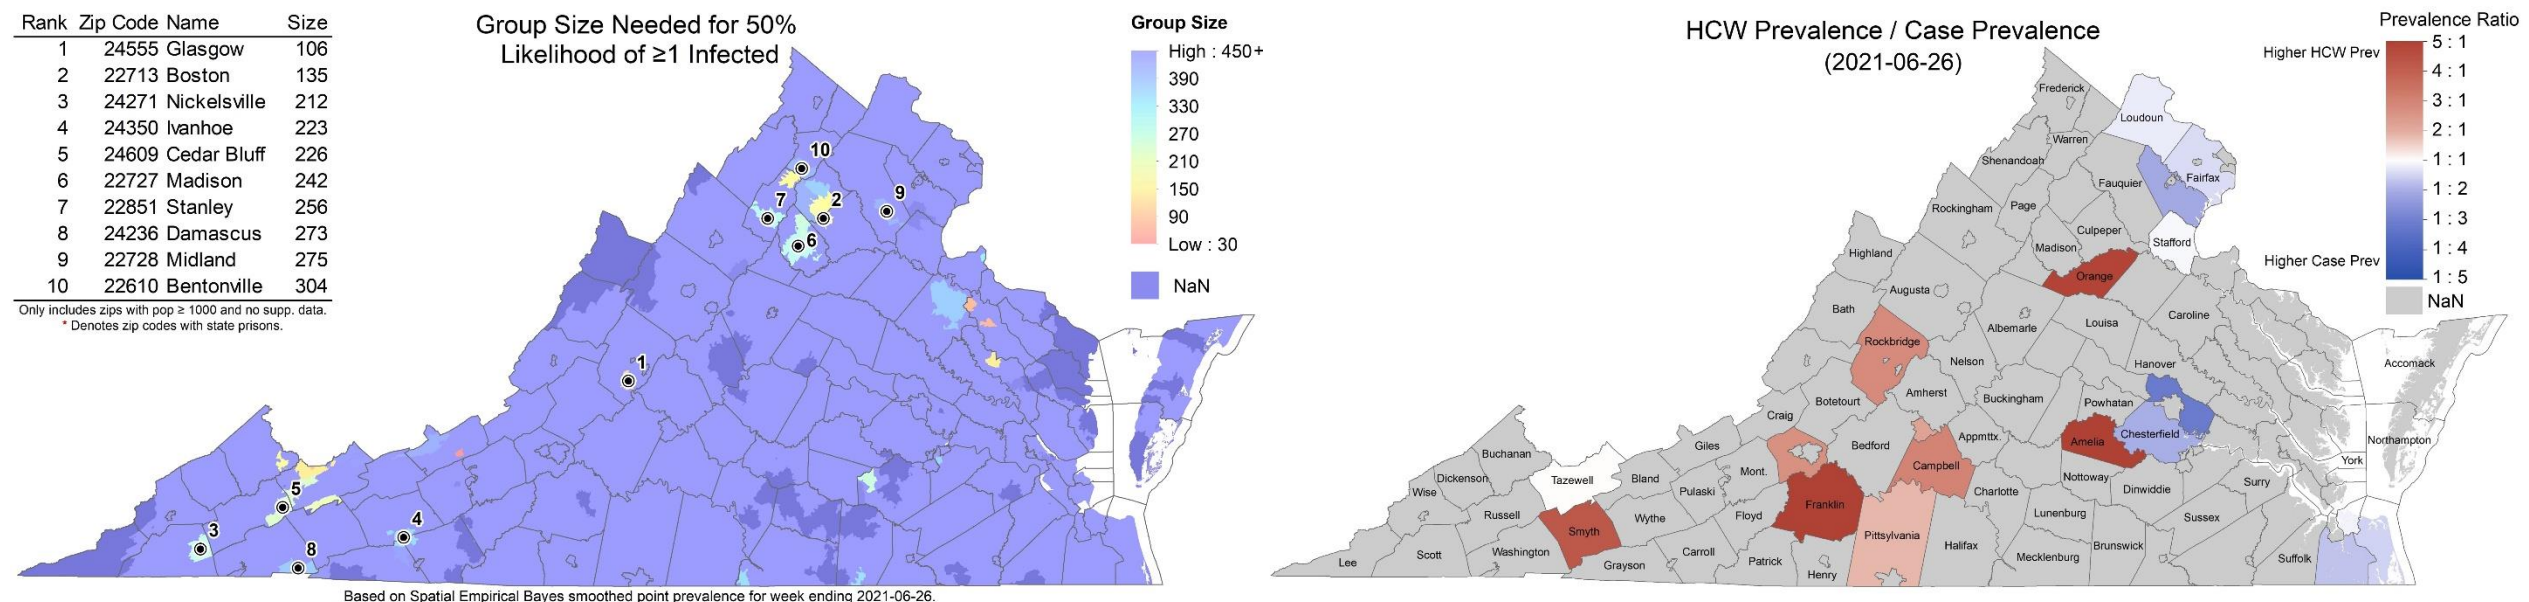 Rank Zip Code Name Size
1 24555 Glasgow 106
2 22713 Boston 135
3 24271 Nickelsville 212
4 24350 Ivanhoe 223
5 24609 Cedar Bluff 226
6 22727 Madison 242
7 22851 Stanley 256
8 24236 Damascus 273
9 22728 Midland 275
10 22610 Bentonville 304
Only includes zips with pop ≥ 1000 and no supp. data.
* Denotes zip codes with state prisons.
Group Size Needed for 50%
Likelihood of ≥1 Infected
Group Size
High : 450+
390
330
270
210
150
90
Low : 30
NaN
10
7
2
9
6
1
5
3
4
8
Based on Spatial Empirical Bayes smoothed point prevalence for week ending 2021-06-26.
HCW Prevalence / Case Prevalence
(2021-06-26)
Prevalence Ratio
Higher HCW Prev
5 : 1
4 : 1
3 : 1
2 : 1
1 : 1
1 : 2
1 : 3
1 : 4
Higher Case Prev
1 : 5
NaN
Frederick
Loudoun
Warren
Shenandoah
Fauquier
Fairfax
Rockingham
Page
Culpeper
Stafford
Madison
Highland
Orange
Augusta
Bath
Albemarle
Louisa
Caroline
Rockbridge
Nelson
Hanover
Accomack
Amherst
Buckingham
Powhatan
Botetourt
Craig
Chesterfield
Amelia
Northampton
Giles
Bedford
Appmttx.
Buchanan
York
Campbell
Dickenson
Tazewell
Bland
Mont.
Nottoway
Dinwiddie
Surry
Wise
Pulaski
Charlotte
Franklin
Russell
Wythe
Floyd
Lunenburg
Sussex
Smyth
Pittsylvania
Halifax
Brunswick
Washington
Carroll
Mecklenburg
Suffolk
Scott
Lee
Grayson
Patrick
Henry